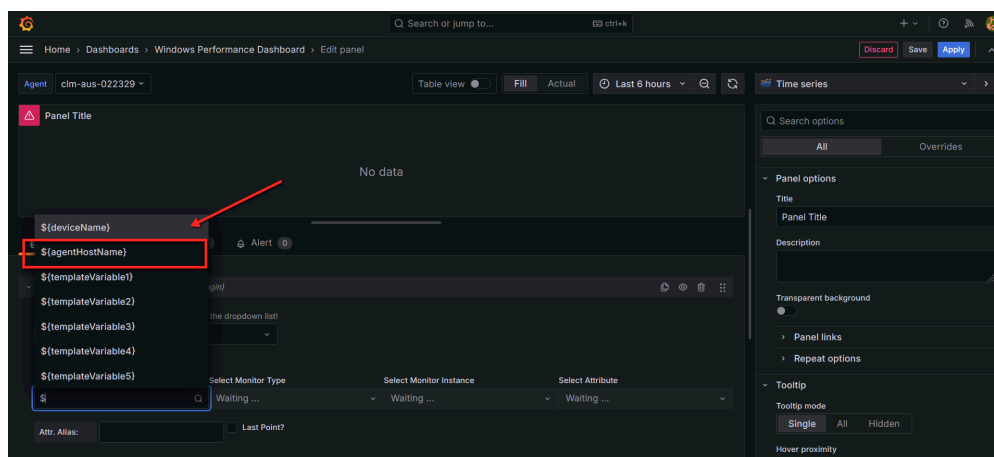 Search or jump to...
ctrl+k
Home › Dashboards › Windows Performance Dashboard › Edit panel
Discard Save Apply
Agent clm-aus-022329
Table view Fill Actual Last 6 hours
Time series
Panel Title
No data
Search options
All Overrides
Panel options
Title
Panel Title
Description
Transparent background
Panel links
Repeat options
Tooltip
Tooltip mode
Single All Hidden
Hover proximity
${deviceName}
Alert 0
${agentHostName}
${templateVariable1}
${templateVariable2}
the dropdown list!
${templateVariable3}
${templateVariable4}
${templateVariable5}
Select Monitor Type Select Monitor Instance Select Attribute
$ Waiting ... Waiting ... Waiting ...
Attr. Alias: Last Point?